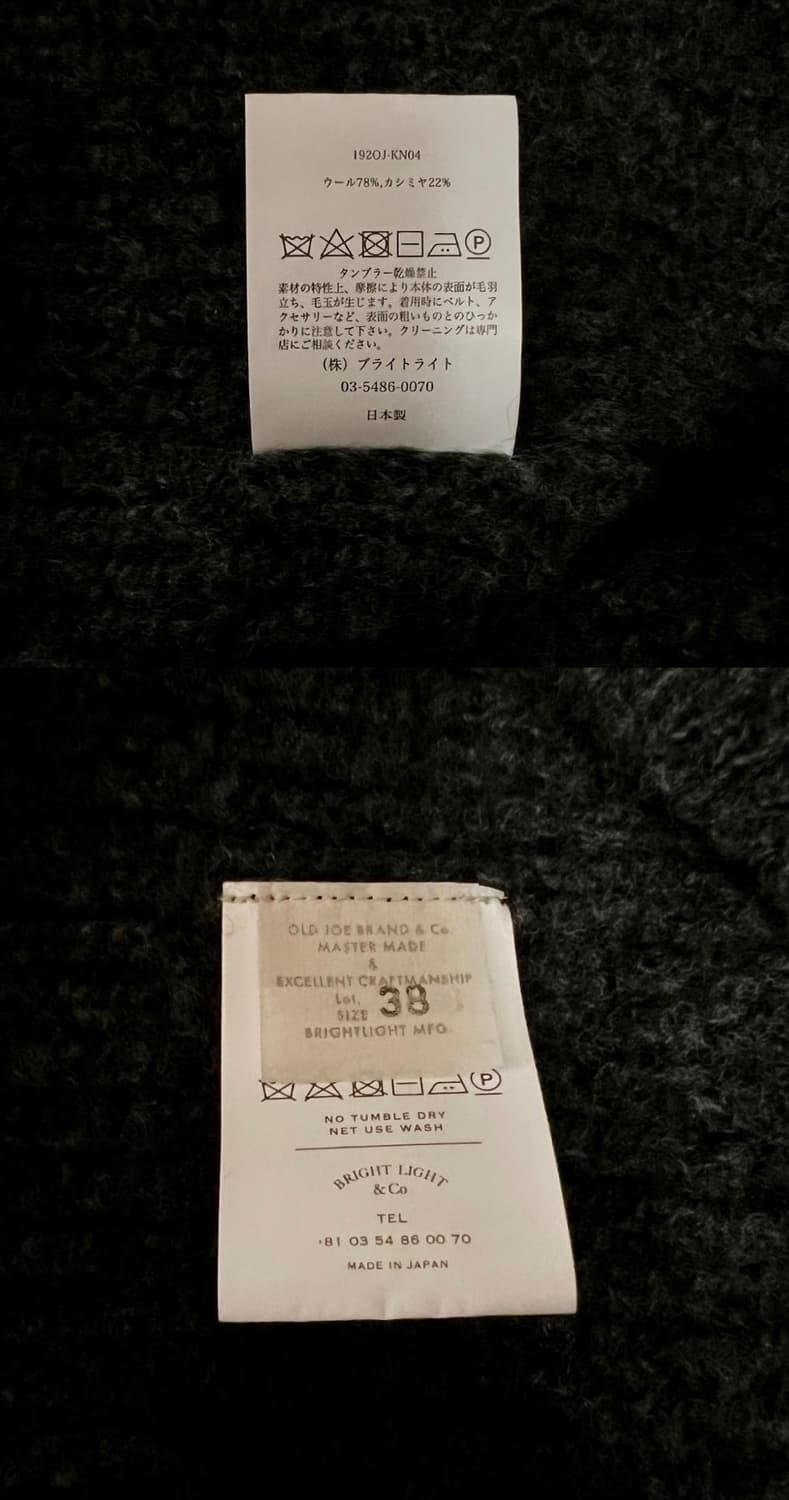 192OJ-KN04
ウール78%,カシミヤ22%
P
タンブラー乾燥禁止
素材の特性上、摩擦により本体の表面が毛羽
立ち、毛玉が生じます。着用時にベルト、ア
クセサリーなど、表面の粗いものとのひっか
かりに注意して下さい。クリーニングは専門
店にご相談ください。
(株)ブライトライト
03-5486-0070
日本製
OLD JOE BRAND & Co.
MASTER MADE
&
EXCELLENT CRAFTMANSHIP
Lot.
SIZE 38
BRIGHTLIGHT MFG
P
NO TUMBLE DRY
NET USE WASH
BRIGHT LIGHT
& Co
TEL
+81 03 54 86 00 70
MADE IN JAPAN